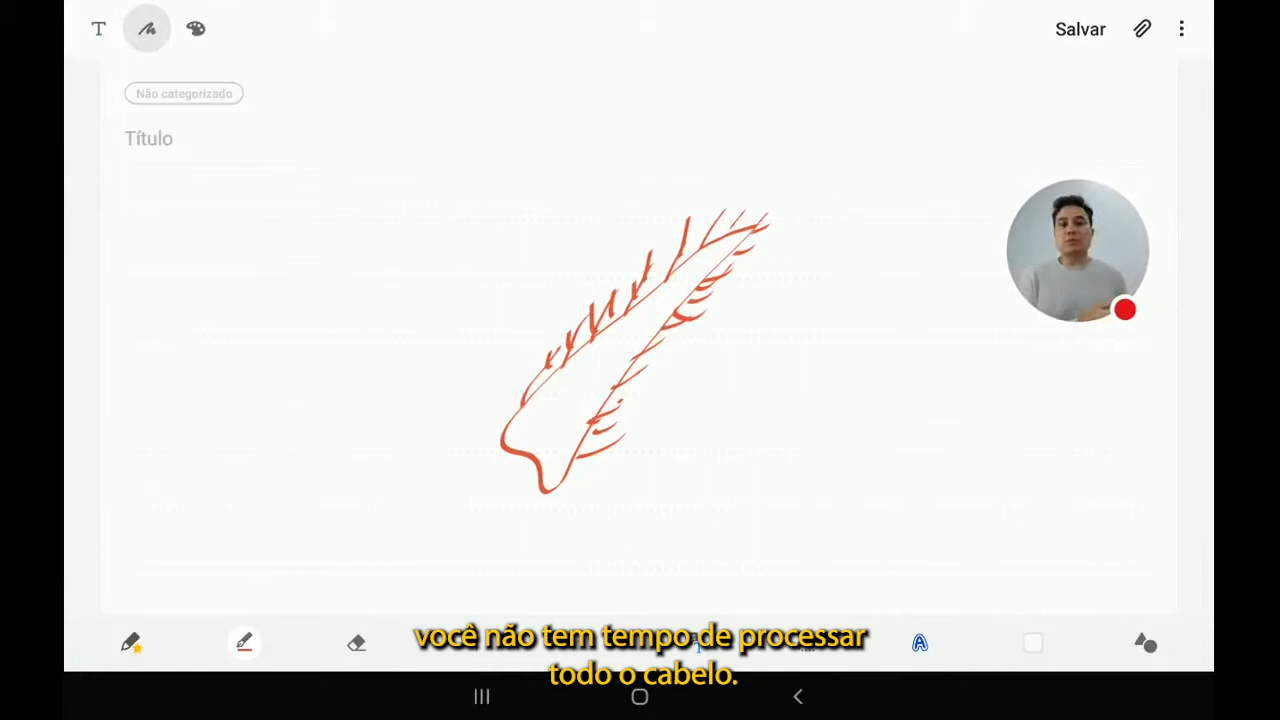 T
Salvar
Não categorizado
Título
você não tem tempo de processar
todo o cabelo.